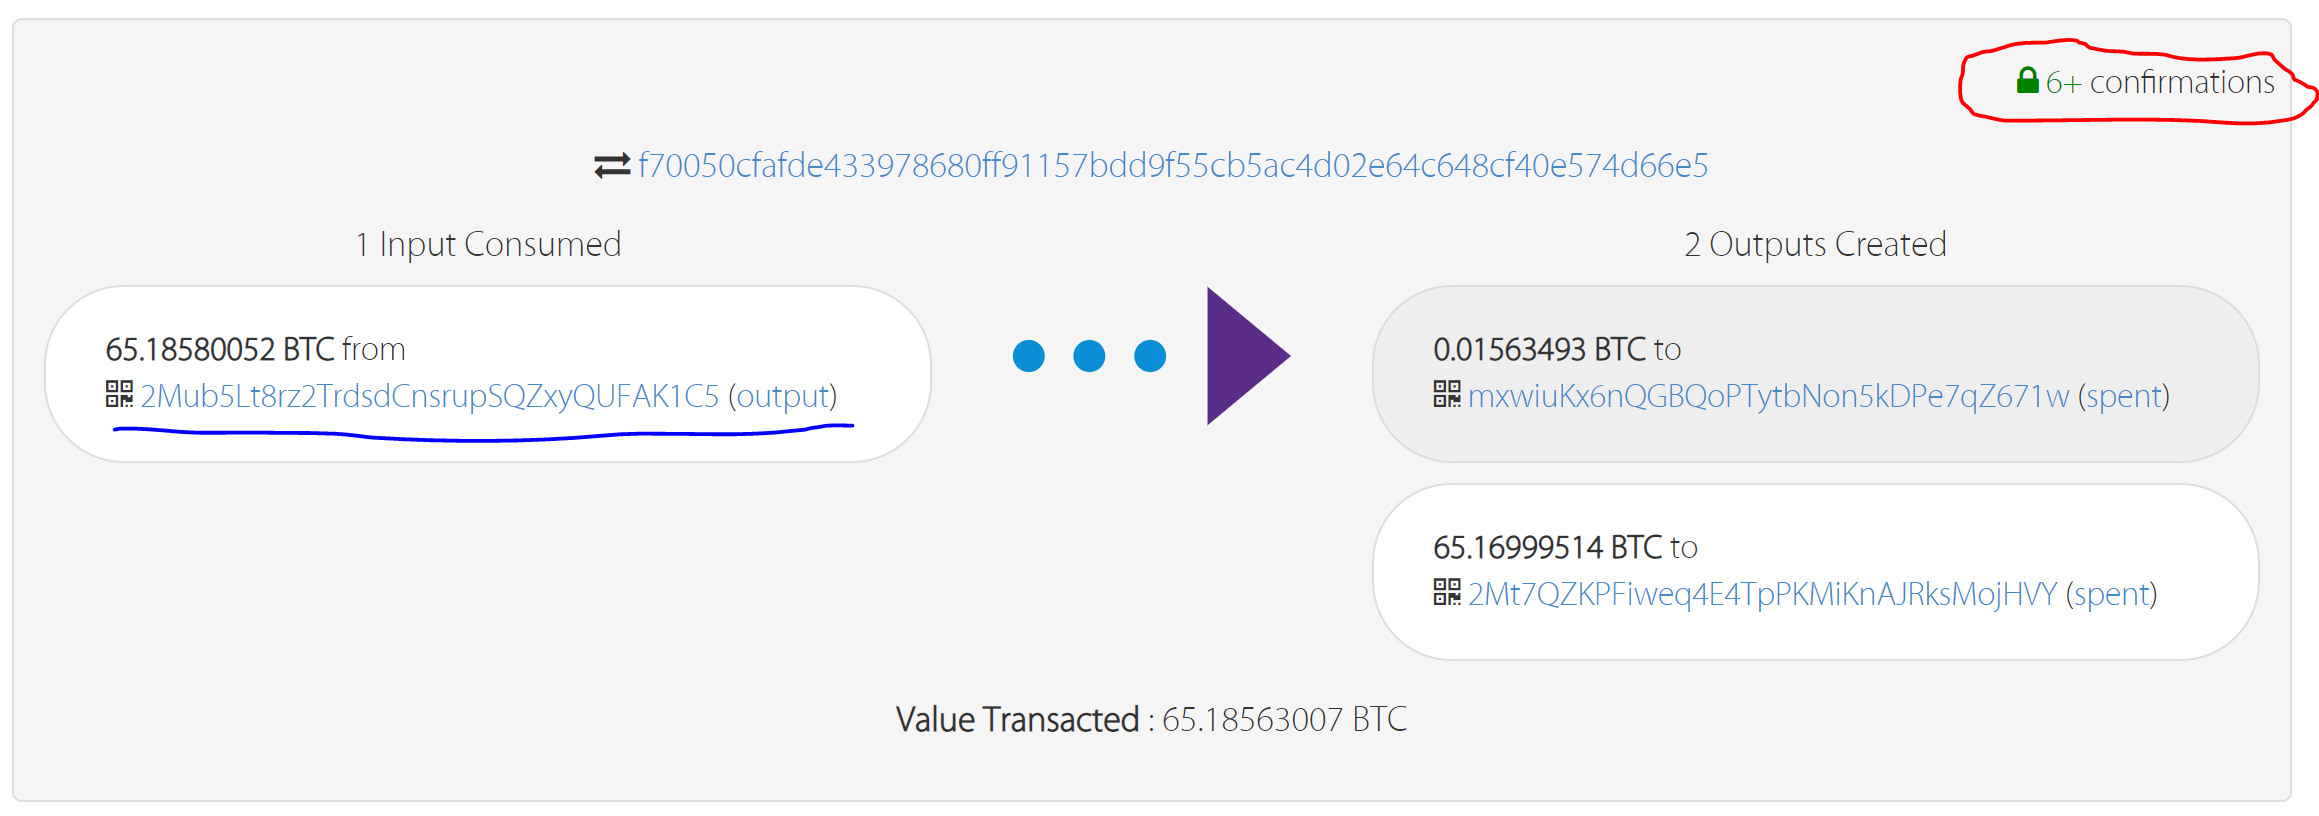 6+ confirmations
f70050cfafde433978680ff91157bdd9f55cb5ac4d02e64c648cf40e574d66e5
1 Input Consumed
2 Outputs Created
65.18580052 BTC from
2Mub5Lt8rz2TrdsdCnsrupSQZxyQUFAK1C5 (output)
0.01563493 BTC to
mxwiuKx6nQGBQoPTytbNon5kDPe7qZ671w (spent)
65.16999514 BTC to
2Mt7QZKPFiweq4E4TpPKMiKnAJRksMojHVY (spent)
Value Transacted : 65.18563007 BTC